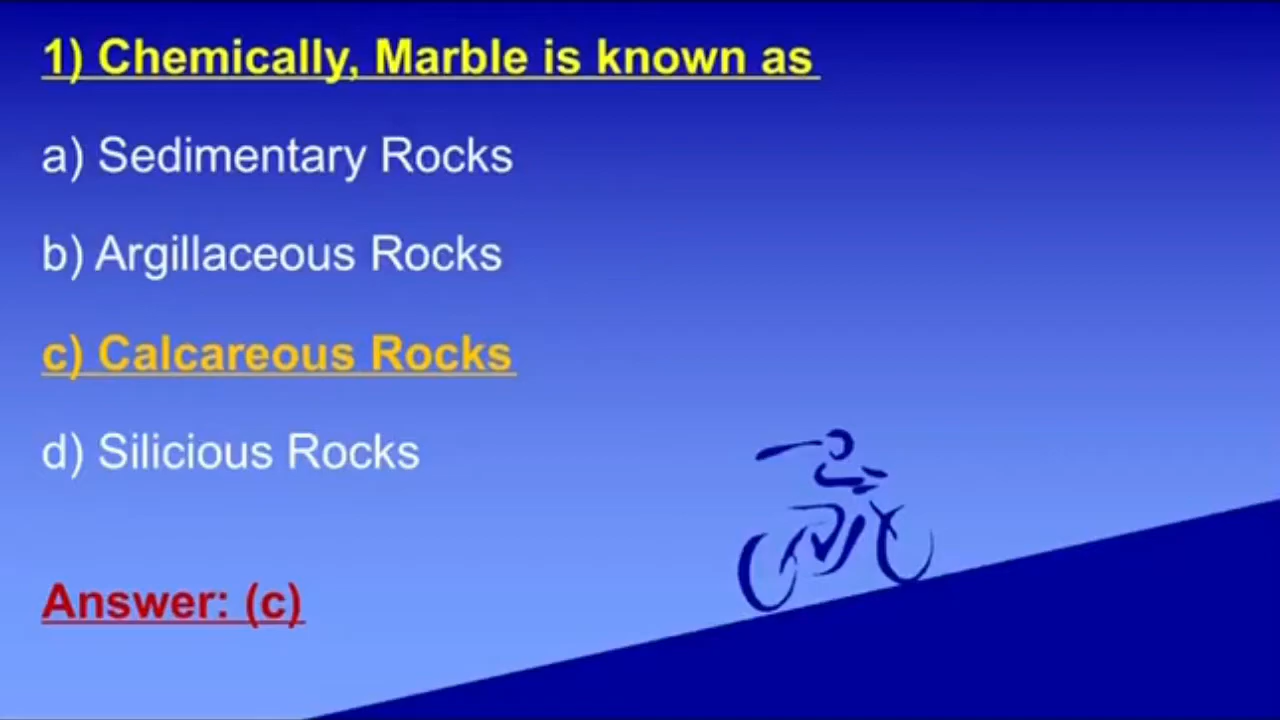 1) Chemically, Marble is known as
a) Sedimentary Rocks
b) Argillaceous Rocks
c) Calcareous Rocks
d) Silicious Rocks
Answer: (c)